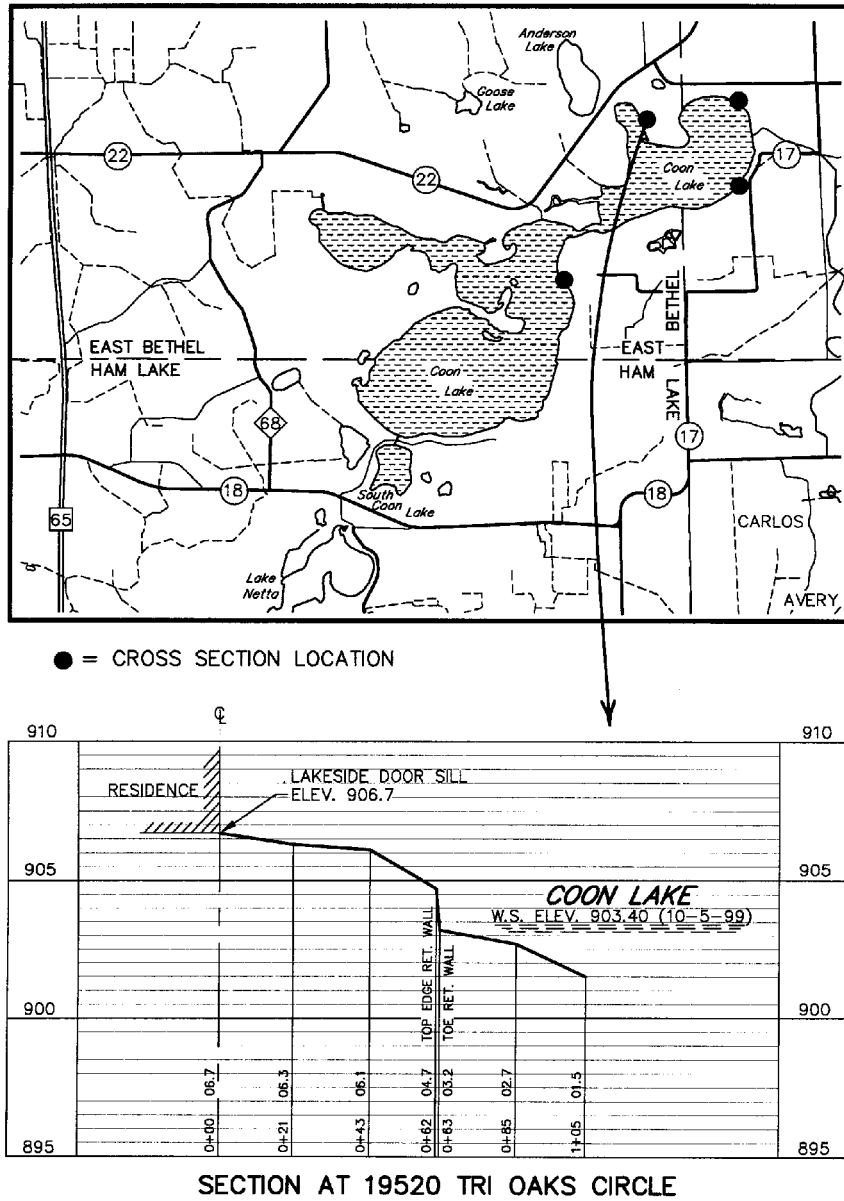 Anderson
Lake
Goose
Lake
22
22
17
Coon
Lake
EAST BETHEL
HAM LAKE
EAST
HAM
BETHEL
LAKE
Coon
Lake
68
17
18
South
Coon
Lake
18
65
CARLOS
Lake
Netta
AVERY
● = CROSS SECTION LOCATION
℄
910
910
RESIDENCE
LAKESIDE DOOR SILL
ELEV. 906.7
905
905
COON LAKE
W.S. ELEV. 903.40 (10-5-99)
TOP EDGE RET. WALL
TOE RET. WALL
900
900
0+00 06.7
0+21 06.3
0+43 06.1
0+62 04.7
0+63 03.2
0+85 02.7
1+05 01.5
895
895
SECTION AT 19520 TRI OAKS CIRCLE